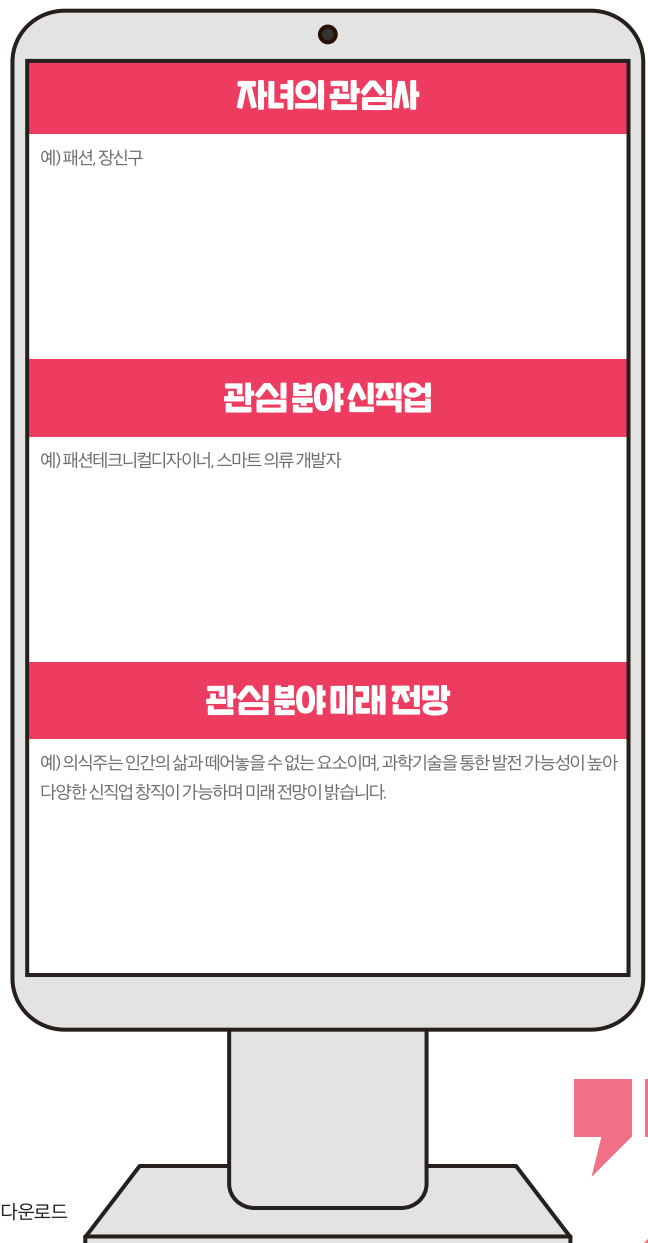 자녀의 관심사
예) 패션, 장신구
관심 분야 신직업
예) 패션테크니컬디자이너, 스마트 의류 개발자
관심 분야 미래 전망
예) 의식주는 인간의 삶과 떼어놓을 수 없는 요소이며, 과학기술을 통한 발전 가능성이 높아
다양한 신직업 창직이 가능하며 미래 전망이 밝습니다.
다운로드